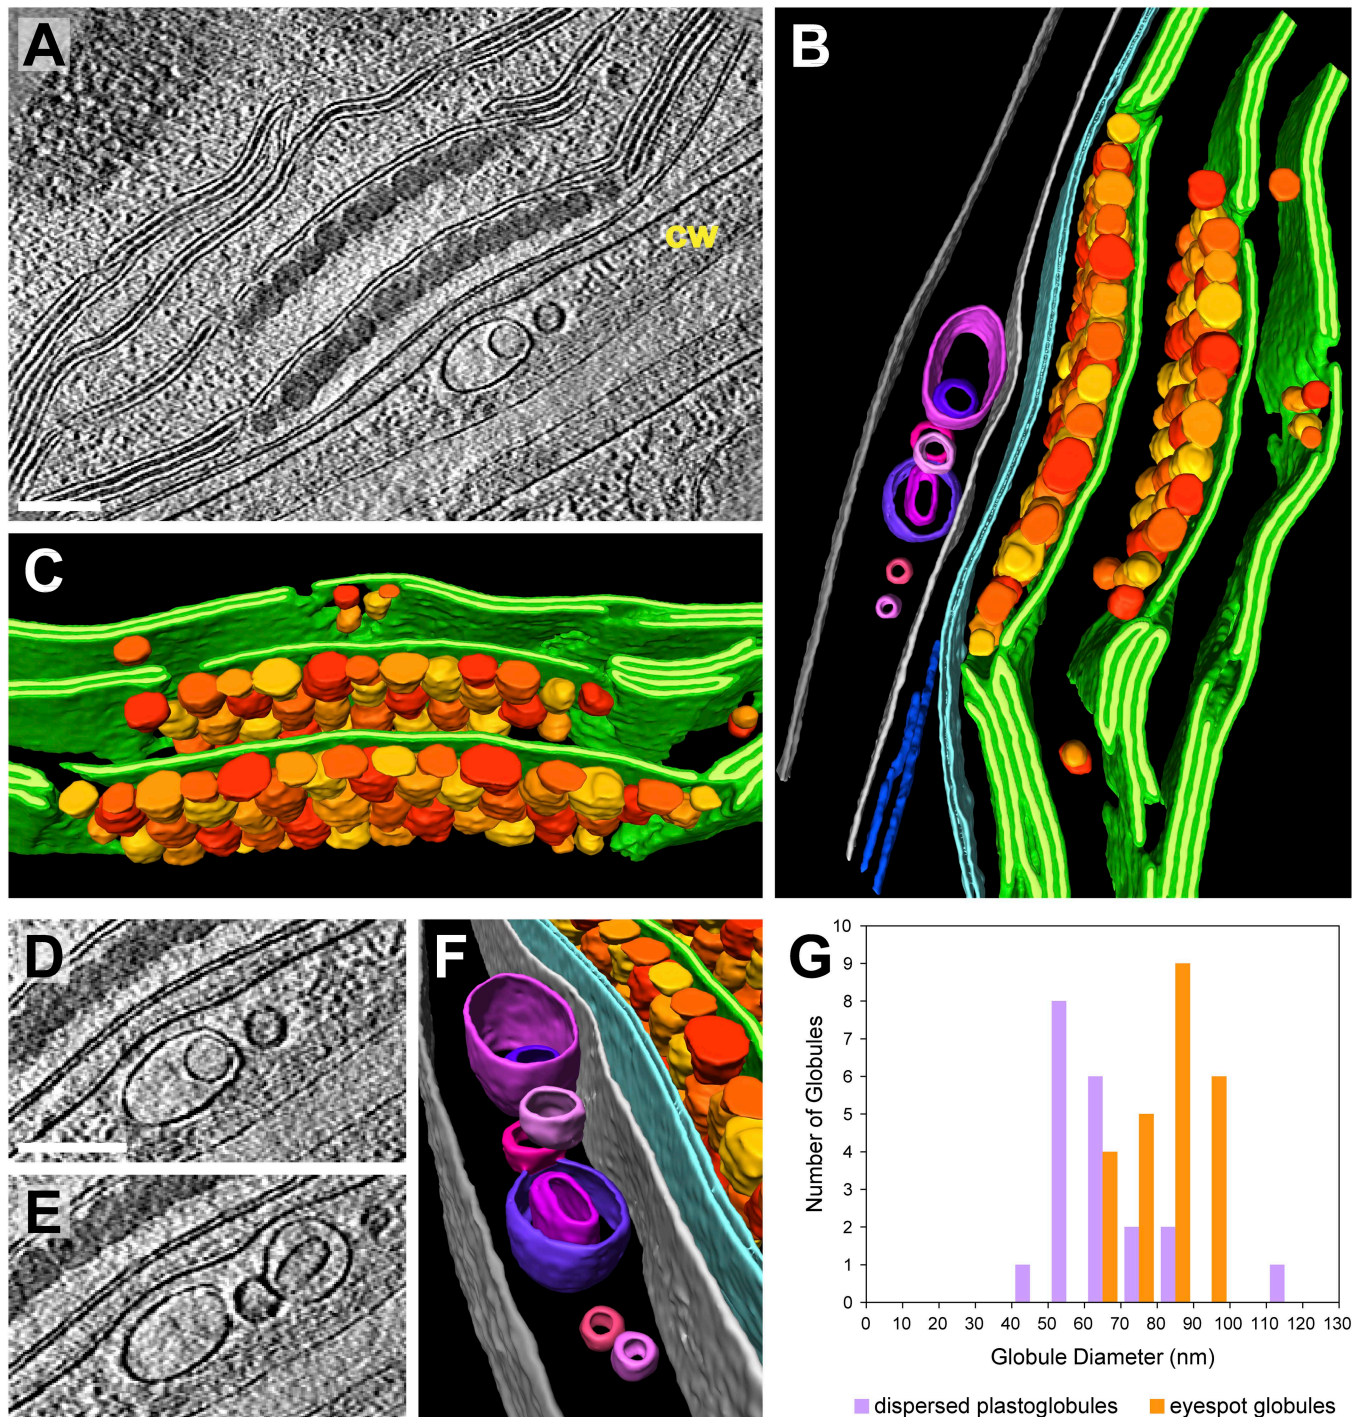 A
B
cw
C
D
E
F
G
10
9
8
7
6
5
4
3
2
1
0
Number of Globules
0 10 20 30 40 50 60 70 80 90 100 110 120 130
Globule Diameter (nm)
dispersed plastoglobules eyespot globules